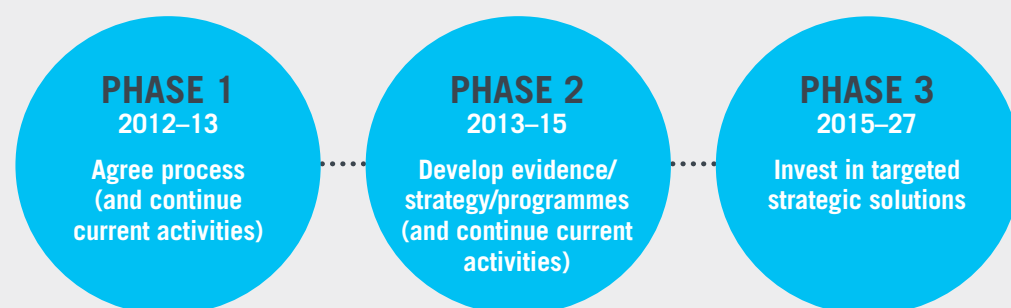 PHASE 1
2012–13
Agree process
(and continue
current activities)
PHASE 2
2013–15
Develop evidence/
strategy/programmes
(and continue current
activities)
PHASE 3
2015–27
Invest in targeted
strategic solutions